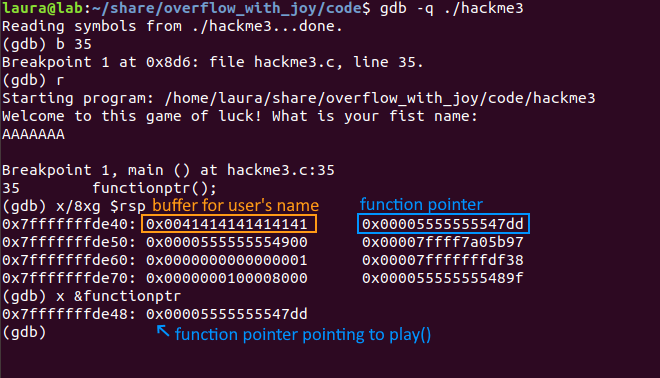 laura@lab:~/share/overflow_with_joy/code$ gdb -q ./hackme3
Reading symbols from ./hackme3...done.
(gdb) b 35
Breakpoint 1 at 0x8d6: file hackme3.c, line 35.
(gdb) r
Starting program: /home/laura/share/overflow_with_joy/code/hackme3
Welcome to this game of luck! What is your fist name:
AAAAAAA
Breakpoint 1, main () at hackme3.c:35
35 functionptr();
(gdb) x/8xg $rsp buffer for user's name function pointer
0x7fffffffde40: 0x0041414141414141 0x00005555555547dd
0x7fffffffde50: 0x0000555555554900 0x00007ffff7a05b97
0x7fffffffde60: 0x0000000000000001 0x00007fffffffdf38
0x7fffffffde70: 0x0000000100008000 0x000055555555489f
(gdb) x &functionptr
0x7fffffffde48: 0x00005555555547dd
(gdb) function pointer pointing to play()